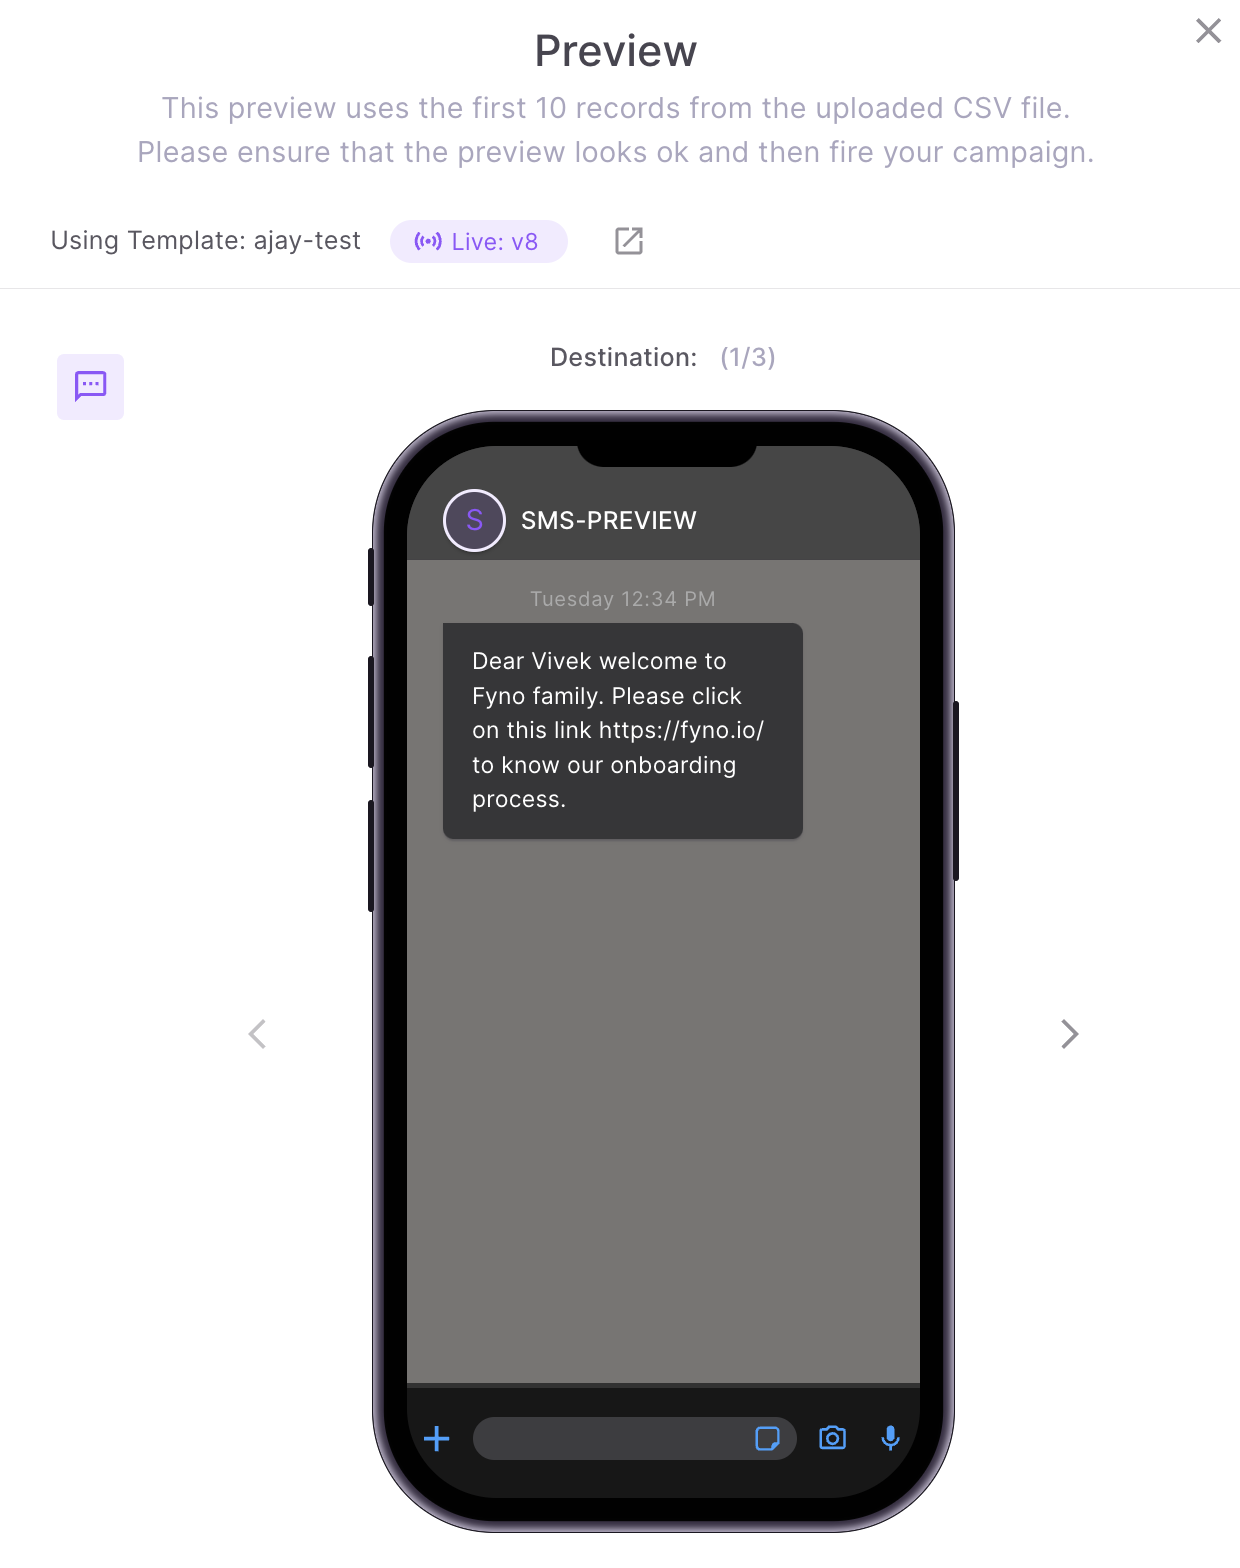 Preview
This preview uses the first 10 records from the uploaded CSV file.
Please ensure that the preview looks ok and then fire your campaign.
Using Template: ajay-test
Live: v8
Destination: (1/3)
S
SMS-PREVIEW
Tuesday 12:34 PM
Dear Vivek welcome to
Fyno family. Please click
on this link https://fyno.io/
to know our onboarding
process.